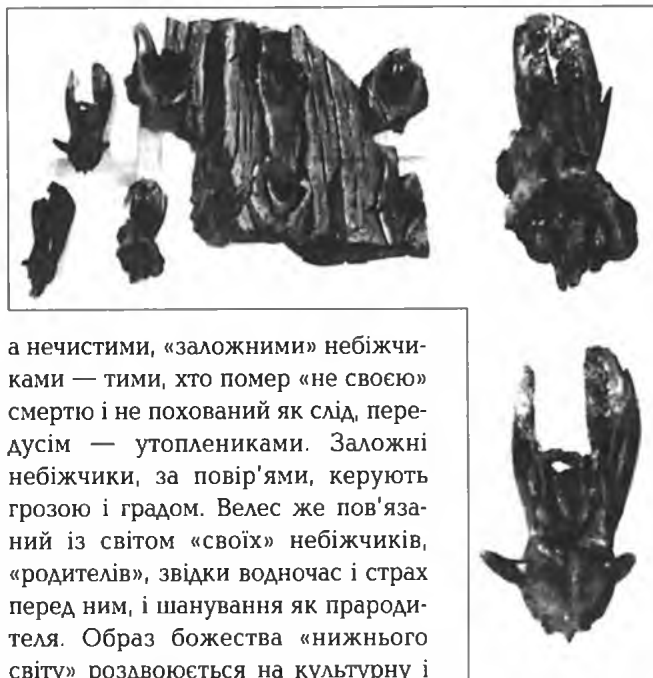 а нечистими, «заложними» небіжчи-
ками — тими, хто помер «не своєю»
смертю і не похований як слід, пере-
дусім — утоплениками. Заложні
небіжчики, за повір'ями, керують
грозою і градом. Велес же пов'яза-
ний із світом «своїх» небіжчиків,
«родителів», звідки водночас і страх
перед ним, і шанування як прароди-
теля. Образ божества «нижнього
світу» роздвоюється на культурну і